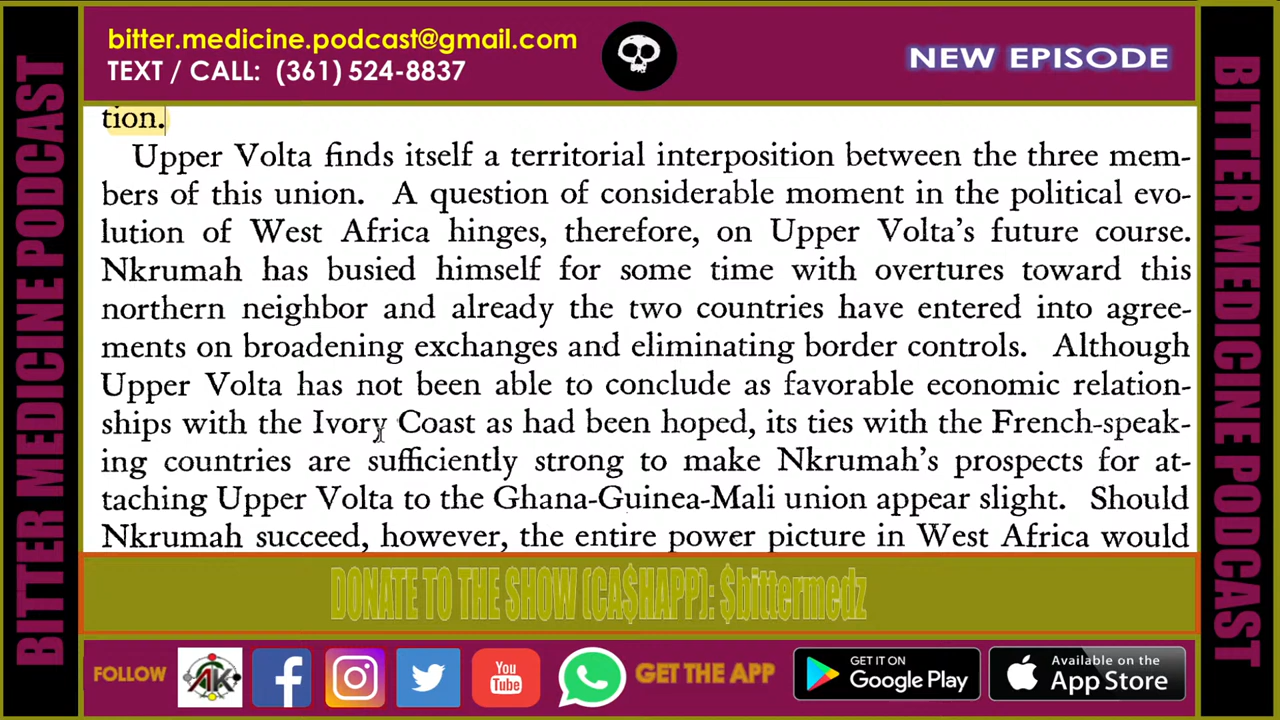 bitter.medicine.podcast@gmail.com
TEXT / CALL: (361) 524-8837
NEW EPISODE
BITTER MEDICINE PODCAST
tion.
Upper Volta finds itself a territorial interposition between the three mem-
bers of this union. A question of considerable moment in the political evo-
lution of West Africa hinges, therefore, on Upper Volta's future course.
Nkrumah has busied himself for some time with overtures toward this
northern neighbor and already the two countries have entered into agree-
ments on broadening exchanges and eliminating border controls. Although
Upper Volta has not been able to conclude as favorable economic relation-
ships with the Ivory Coast as had been hoped, its ties with the French-speak-
ing countries are sufficiently strong to make Nkrumah's prospects for at-
taching Upper Volta to the Ghana-Guinea-Mali union appear slight. Should
Nkrumah succeed, however, the entire power picture in West Africa would
BITTER MEDICINE PODCAST
DONATE TO THE SHOW (CA$HAPP): $bittermedz
FOLLOW
ATK
You
Tube
GET THE APP
GET IT ON
Google Play
Available on the
App Store